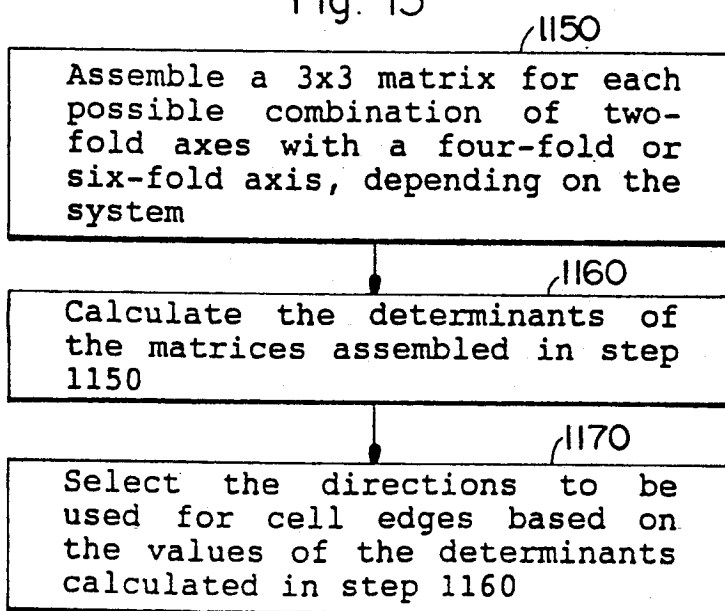 Fig. 15
1150
Assemble a 3x3 matrix for each
possible combination of two-
fold axes with a four-fold or
six-fold axis, depending on the
system
1160
Calculate the determinants of
the matrices assembled in step
1150
1170
Select the directions to be
used for cell edges based on
the values of the determinants
calculated in step 1160